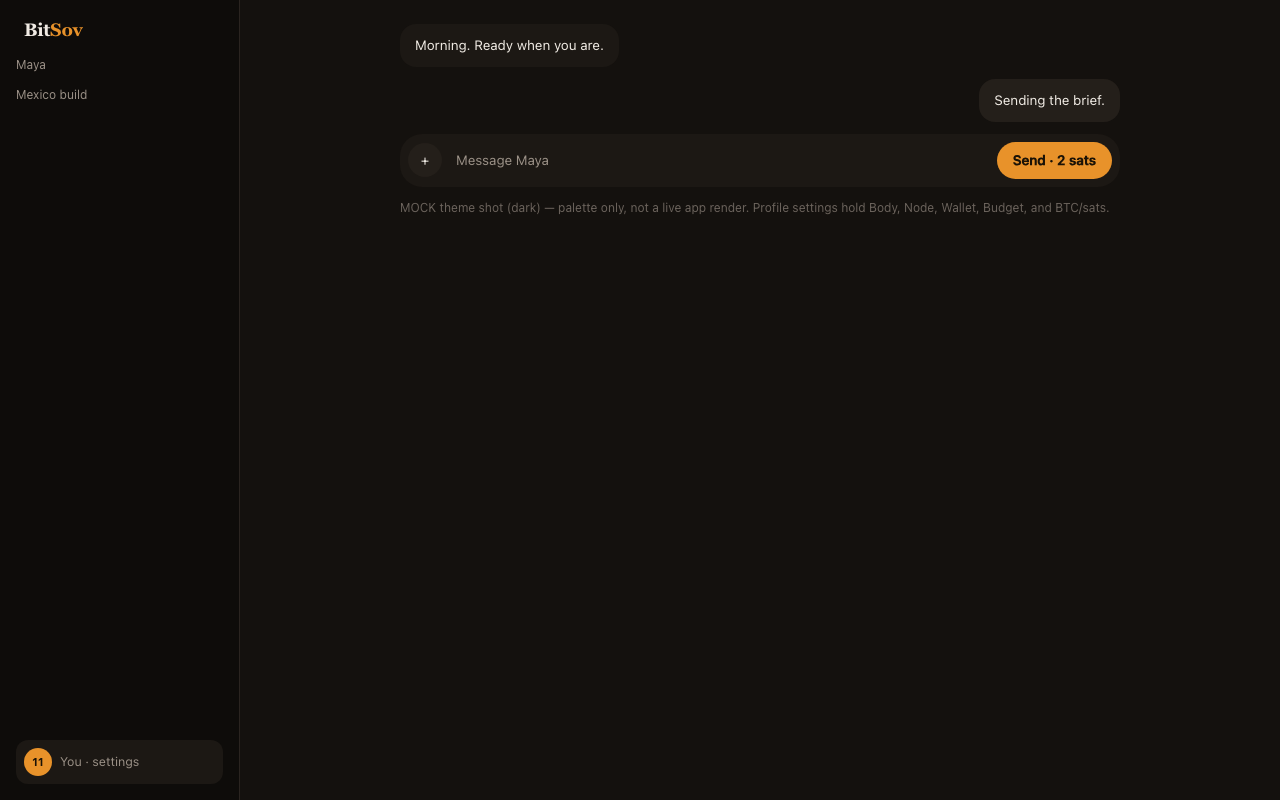 BitSov
Maya
Mexico build
Morning. Ready when you are.
Sending the brief.
+ Message Maya Send · 2 sats
MOCK theme shot (dark) — palette only, not a live app render. Profile settings hold Body, Node, Wallet, Budget, and BTC/sats.
11 You · settings